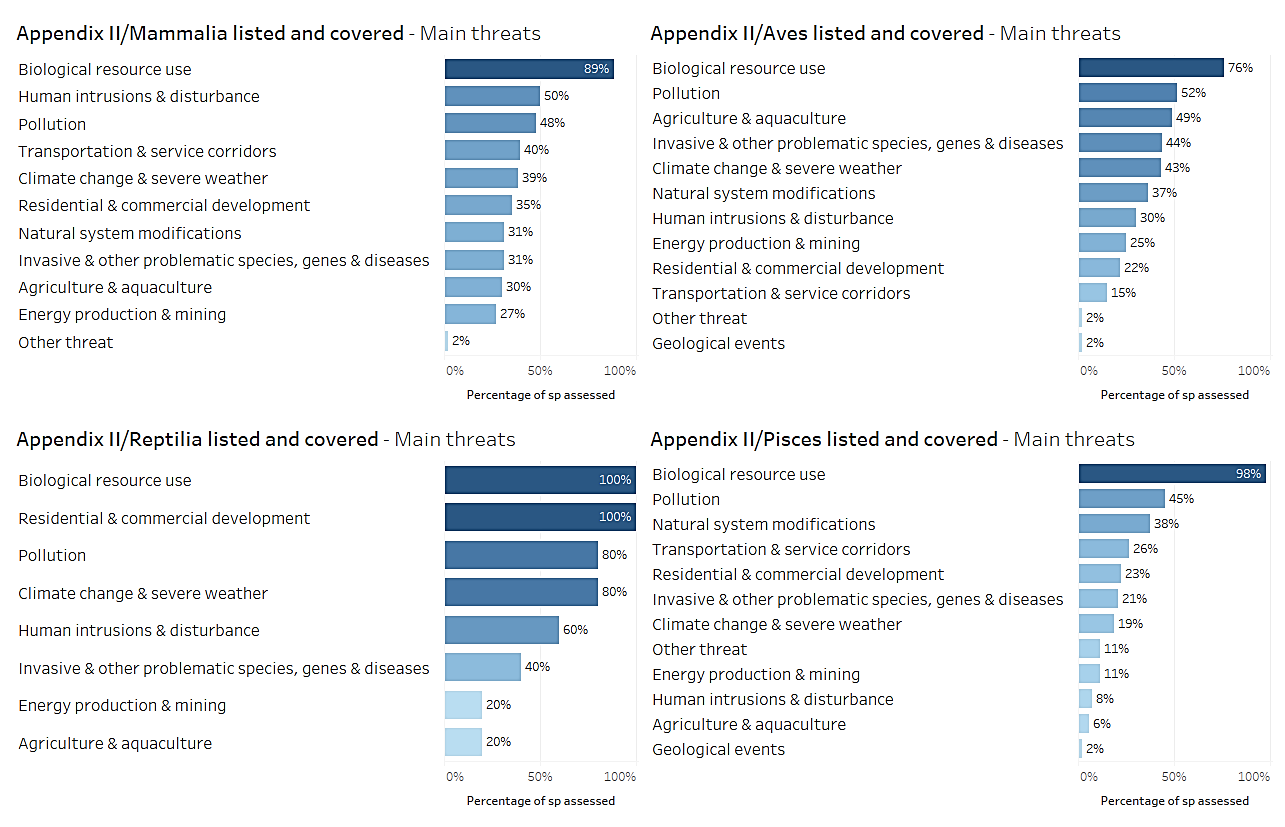 Appendix II/Mammalia listed and covered - Main threats
Biological resource use 89%
Human intrusions & disturbance 50%
Pollution 48%
Transportation & service corridors 40%
Climate change & severe weather 39%
Residential & commercial development 35%
Natural system modifications 31%
Invasive & other problematic species, genes & diseases 31%
Agriculture & aquaculture 30%
Energy production & mining 27%
Other threat 2%
0% 50% 100%
Percentage of sp assessed
Appendix II/Aves listed and covered - Main threats
Biological resource use 76%
Pollution 52%
Agriculture & aquaculture 49%
Invasive & other problematic species, genes & diseases 44%
Climate change & severe weather 43%
Natural system modifications 37%
Human intrusions & disturbance 30%
Energy production & mining 25%
Residential & commercial development 22%
Transportation & service corridors 15%
Other threat 2%
Geological events 2%
0% 50% 100%
Percentage of sp assessed
Appendix II/Reptilia listed and covered - Main threats
Biological resource use 100%
Residential & commercial development 100%
Pollution 80%
Climate change & severe weather 80%
Human intrusions & disturbance 60%
Invasive & other problematic species, genes & diseases 40%
Energy production & mining 20%
Agriculture & aquaculture 20%
0% 50% 100%
Percentage of sp assessed
Appendix II/Pisces listed and covered - Main threats
Biological resource use 98%
Pollution 45%
Natural system modifications 38%
Transportation & service corridors 26%
Residential & commercial development 23%
Invasive & other problematic species, genes & diseases 21%
Climate change & severe weather 19%
Other threat 11%
Energy production & mining 11%
Human intrusions & disturbance 8%
Agriculture & aquaculture 6%
Geological events 2%
0% 50% 100%
Percentage of sp assessed